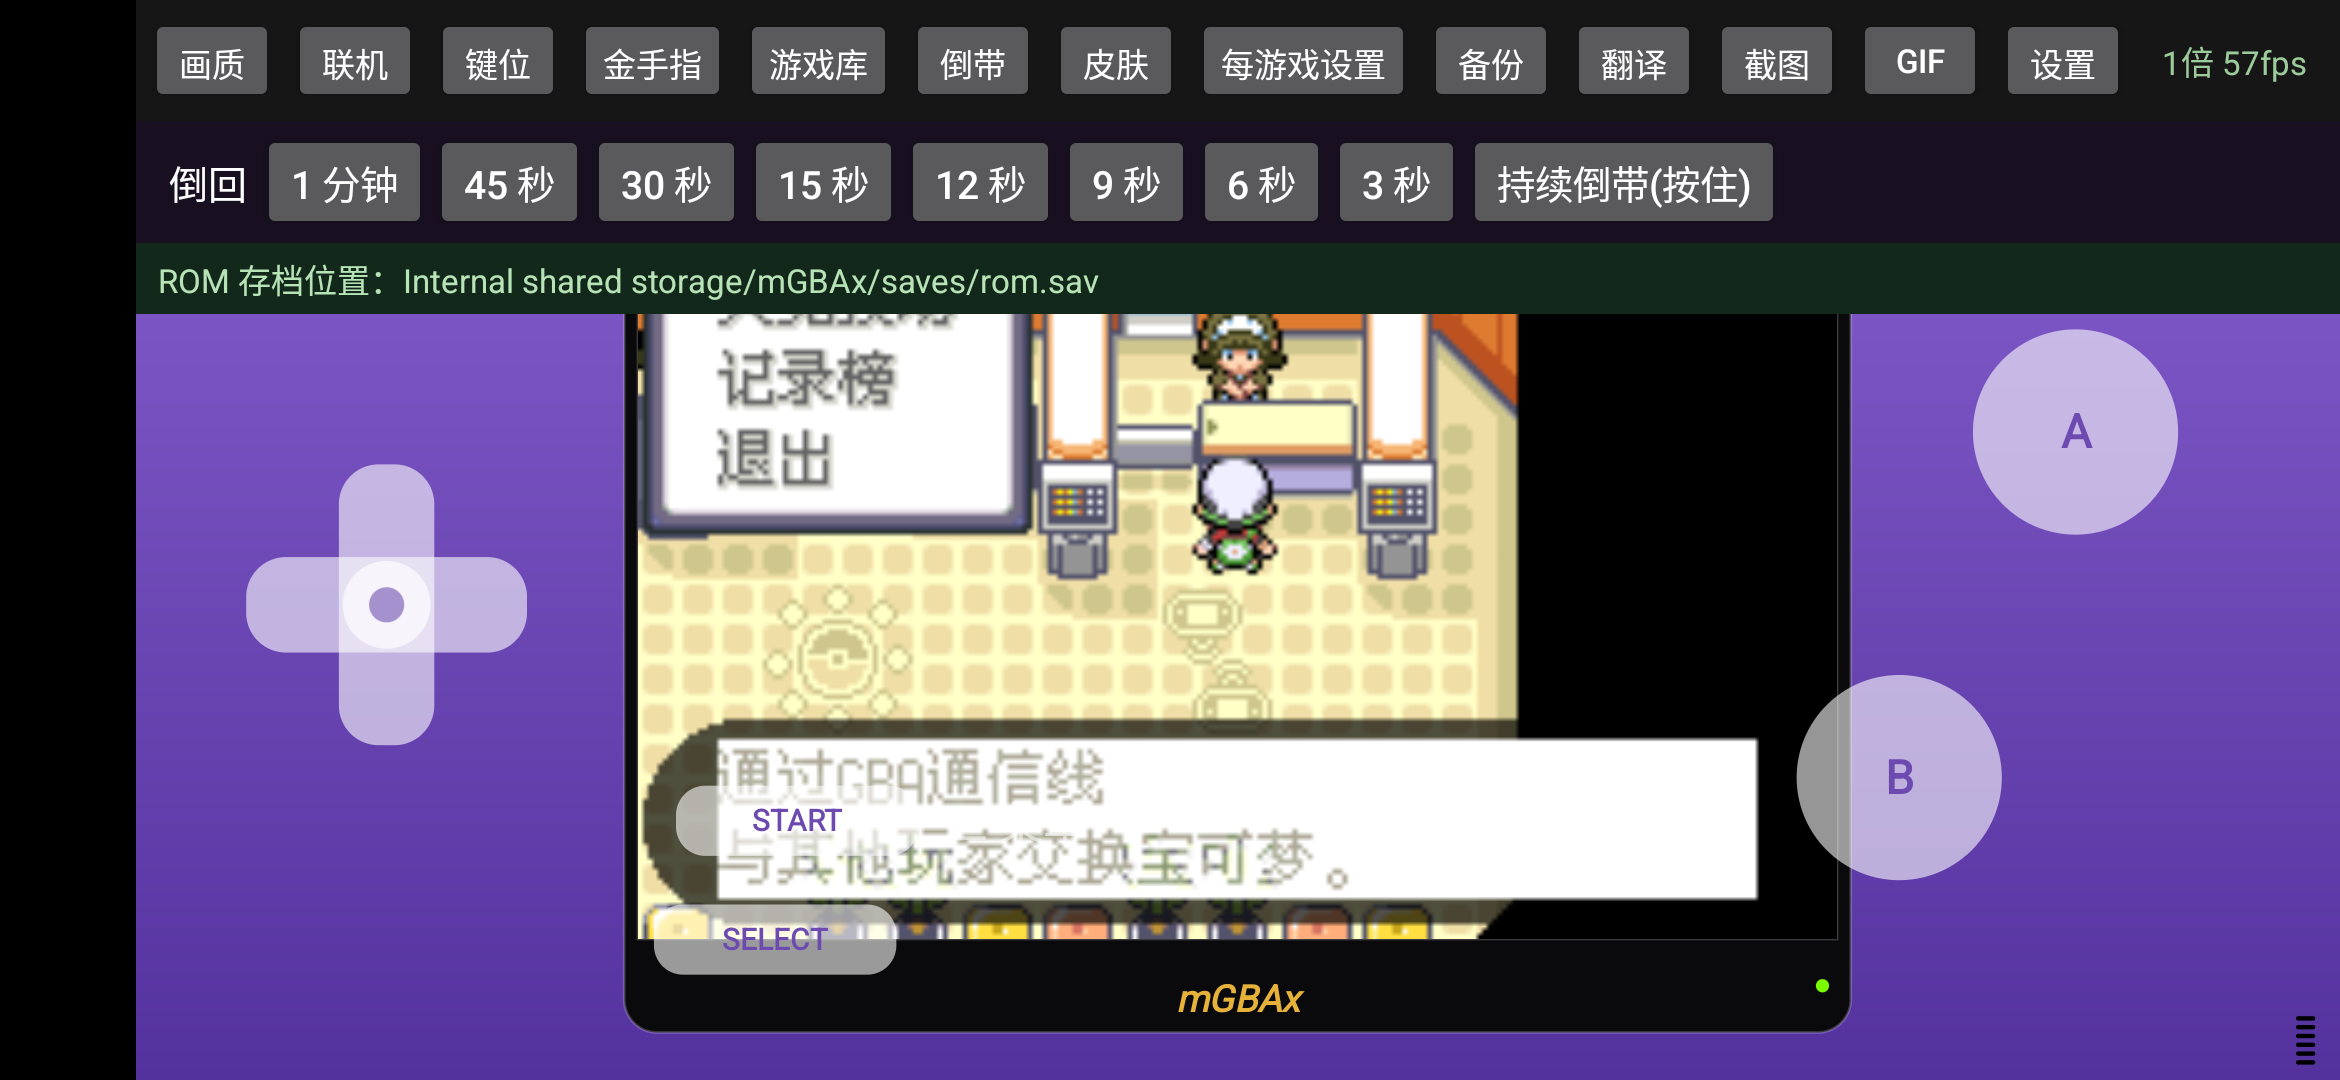 画质 联机 键位 金手指 游戏库 倒带 皮肤 每游戏设置 备份 翻译 截图 GIF 设置 1倍 57fps
倒回 1 分钟 45 秒 30 秒 15 秒 12 秒 9 秒 6 秒 3 秒 持续倒带(按住)
ROM 存档位置：Internal shared storage/mGBAx/saves/rom.sav
记录榜
退出
A
B
通过GBA通信线
START
与其他玩家交换宝可梦。
SELECT
mGBAx